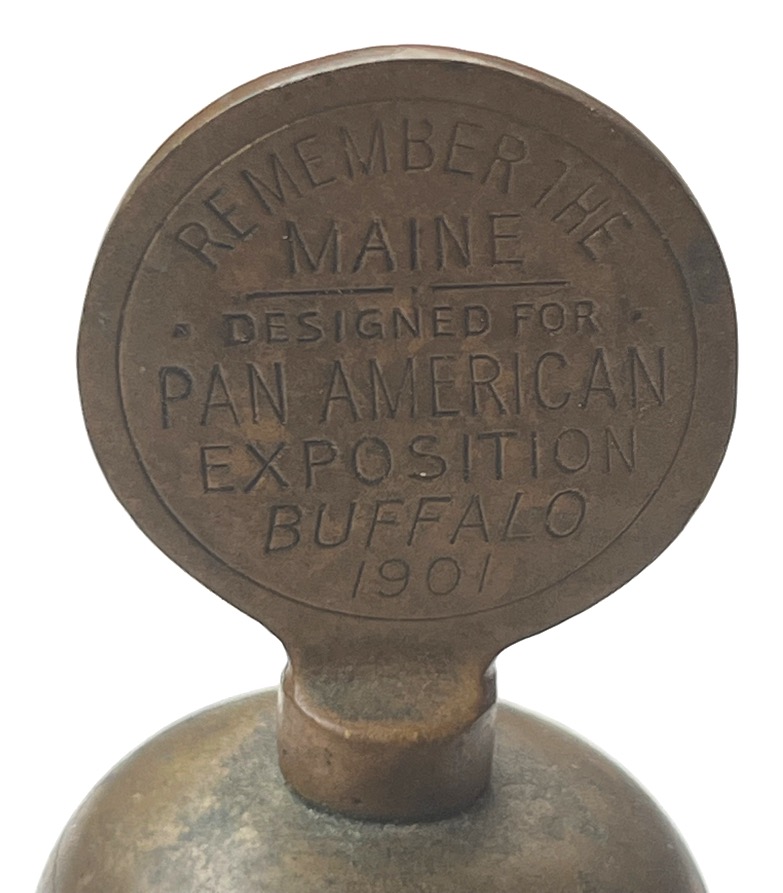 REMEMBER THE
MAINE
· DESIGNED FOR ·
PAN AMERICAN
EXPOSITION
BUFFALO
1901